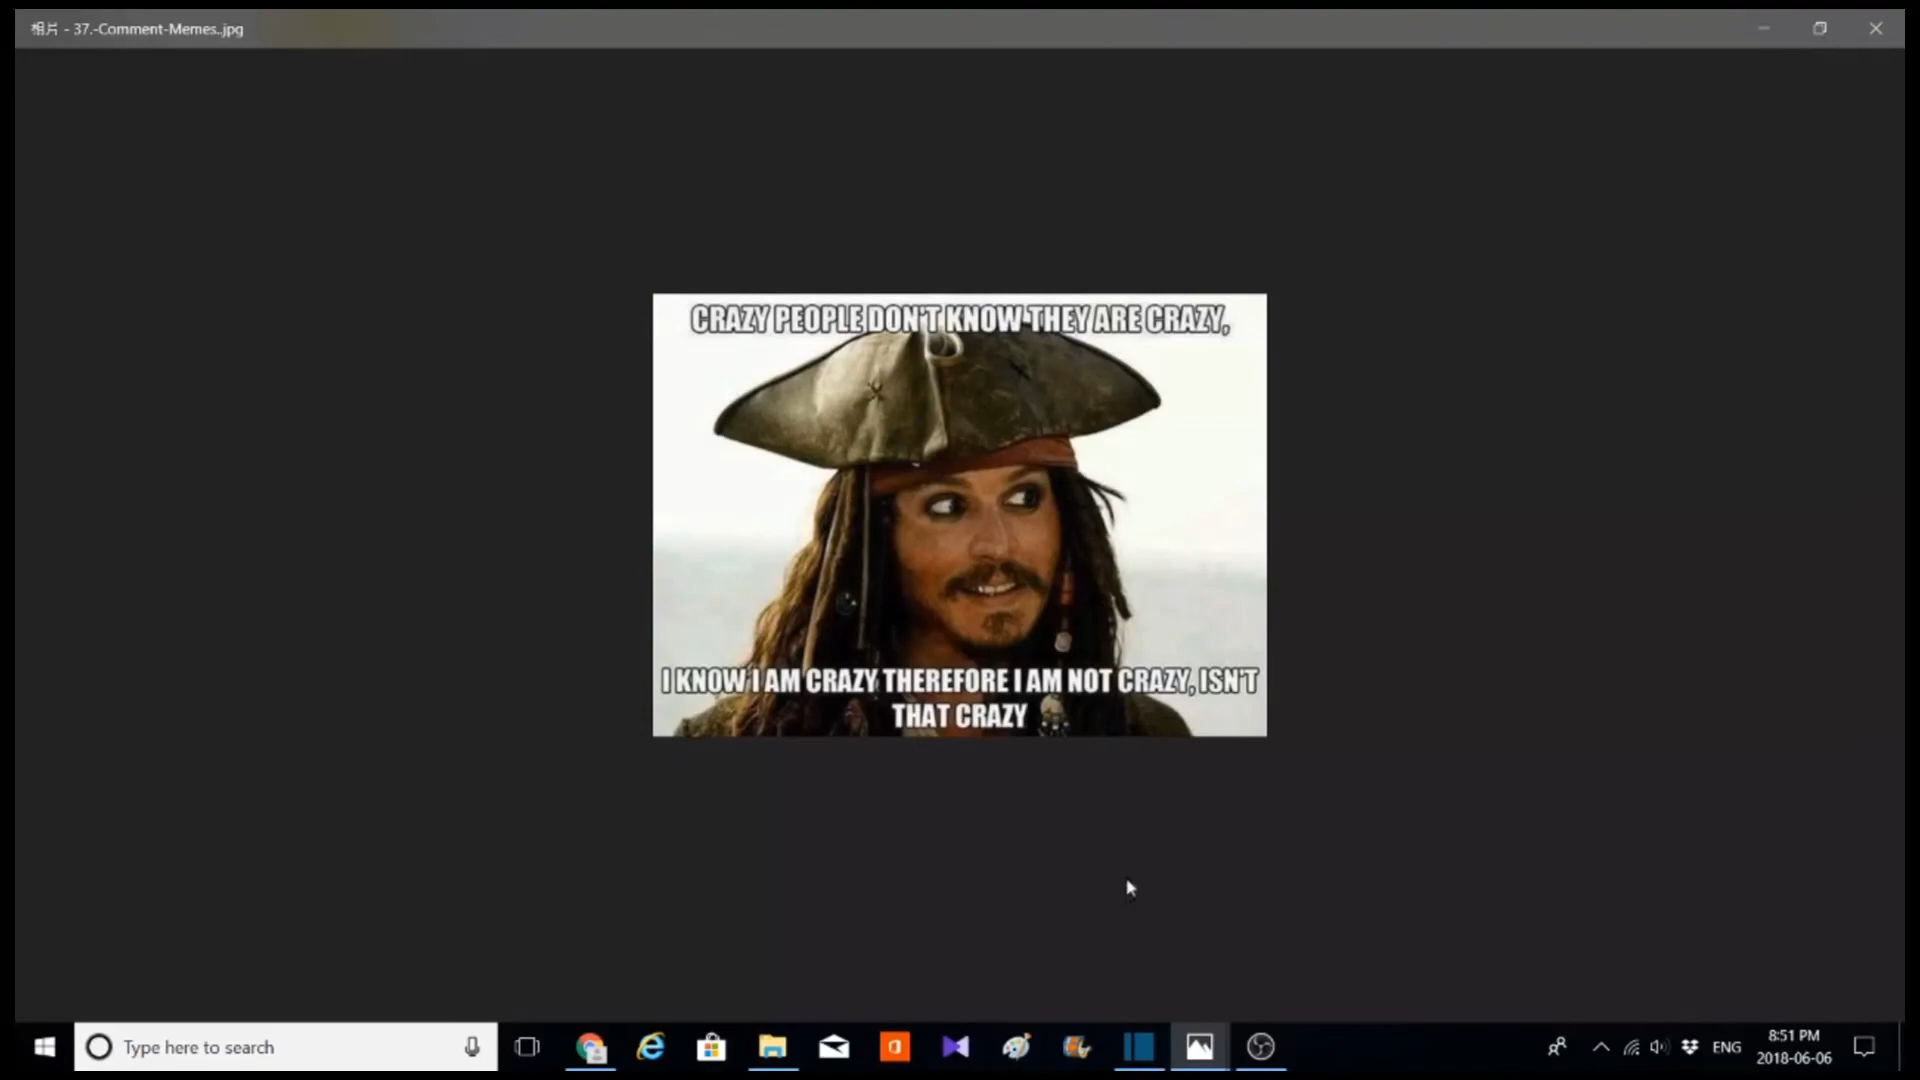 相片 - 37.-Comment-Memes..jpg
CRAZY PEOPLE DON'T KNOW THEY ARE CRAZY,
I KNOW I AM CRAZY THEREFORE I AM NOT CRAZY, ISN'T
THAT CRAZY
Type here to search
ENG
8:51 PM
2018-06-06